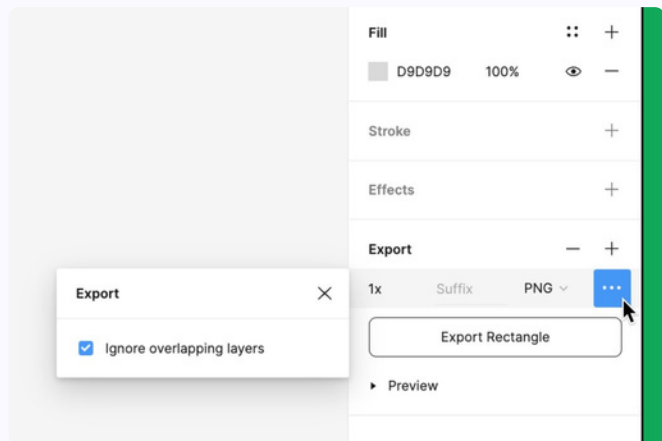 Fill
D9D9D9 100%
Stroke
Effects
Export
1x Suffix PNG
Export Rectangle
Preview
Export
Ignore overlapping layers